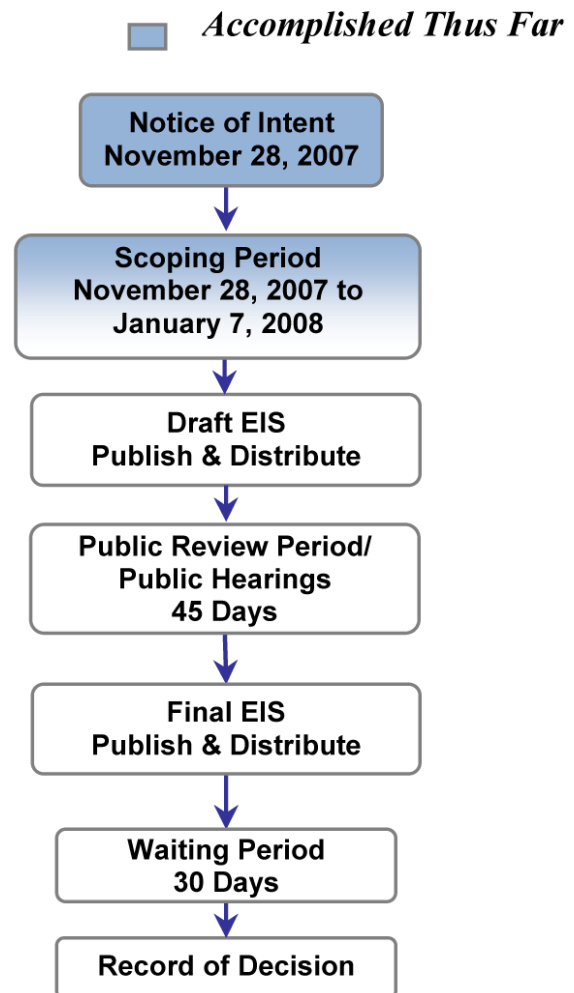 Accomplished Thus Far
Notice of Intent
November 28, 2007
Scoping Period
November 28, 2007 to
January 7, 2008
Draft EIS
Publish & Distribute
Public Review Period/
Public Hearings
45 Days
Final EIS
Publish & Distribute
Waiting Period
30 Days
Record of Decision